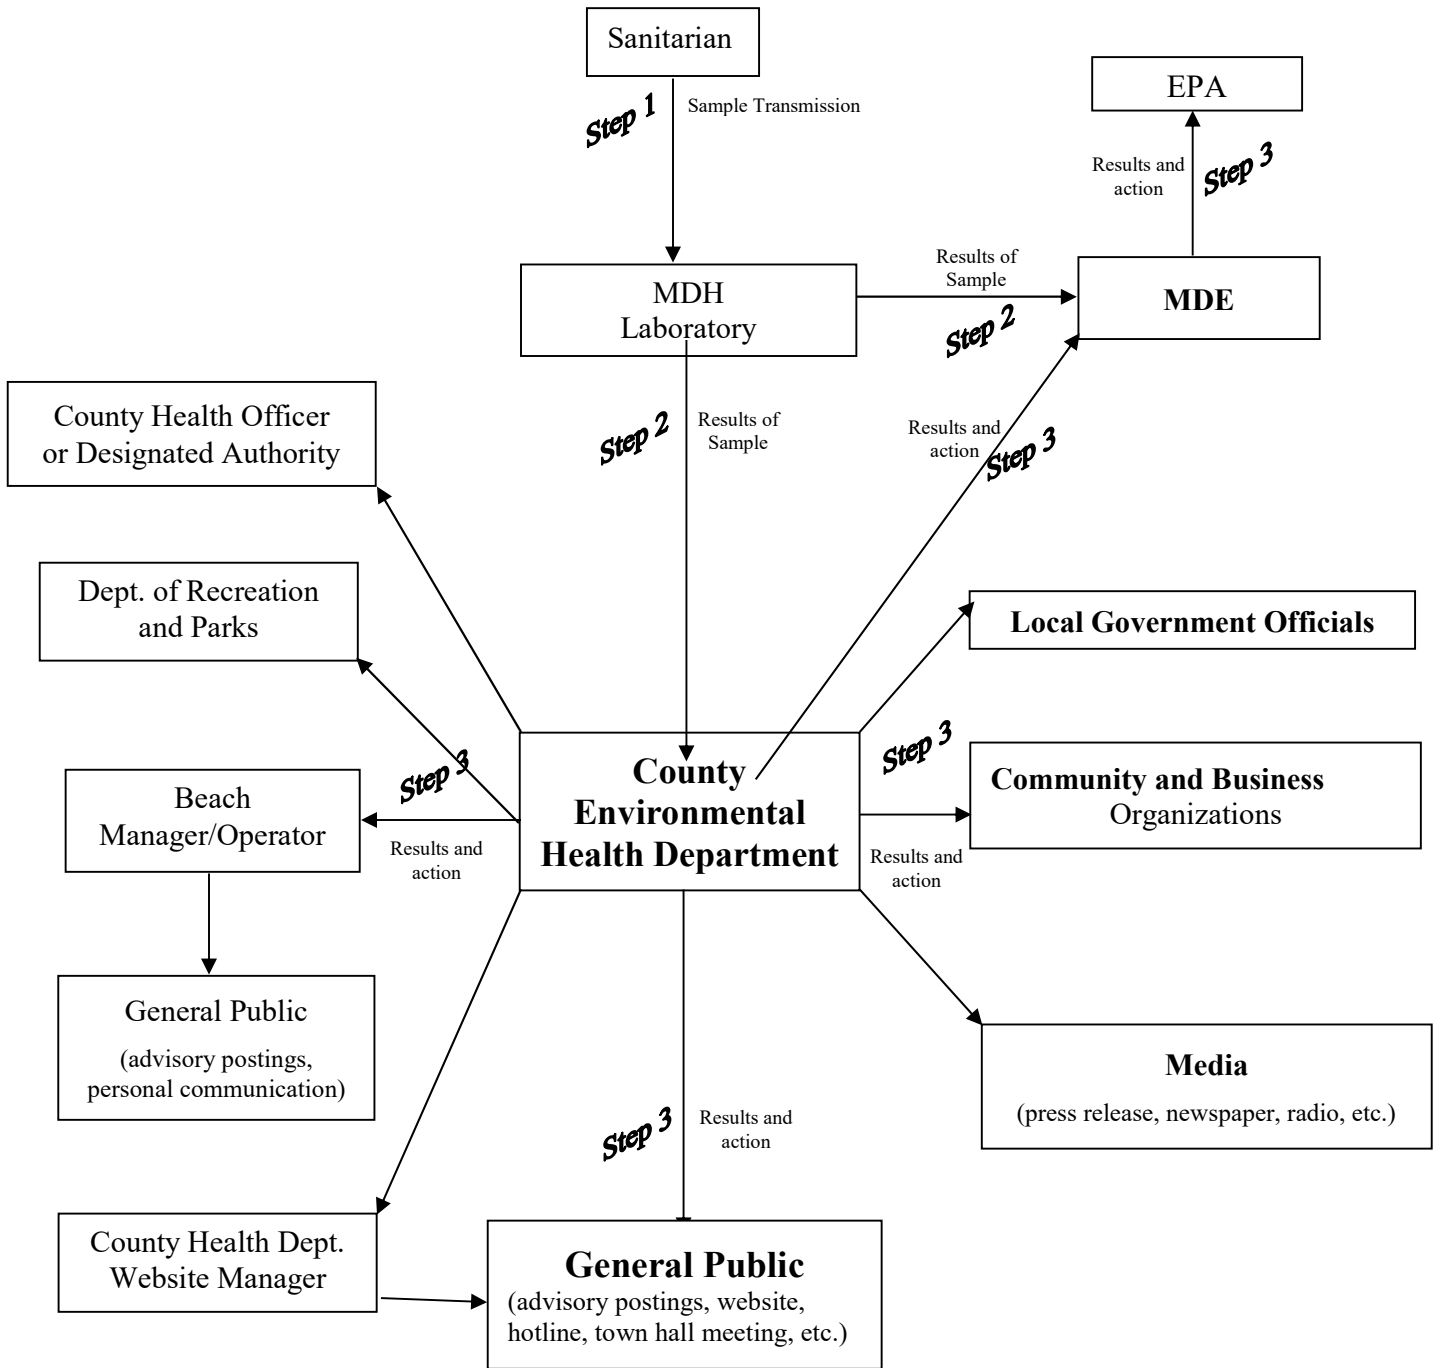 Sanitarian
Step 1
Sample Transmission
EPA
Results and
action
Step 3
MDH
Laboratory
Results of
Sample
Step 2
MDE
County Health Officer
or Designated Authority
Step 2
Results of
Sample
Results and
action
Step 3
Dept. of Recreation
and Parks
Local Government Officials
Beach
Manager/Operator
Step 3
Results and
action
County
Environmental
Health Department
Step 3
Results and
action
Community and Business
Organizations
General Public
(advisory postings,
personal communication)
Media
(press release, newspaper, radio, etc.)
Step 3
Results and
action
County Health Dept.
Website Manager
General Public
(advisory postings, website,
hotline, town hall meeting, etc.)